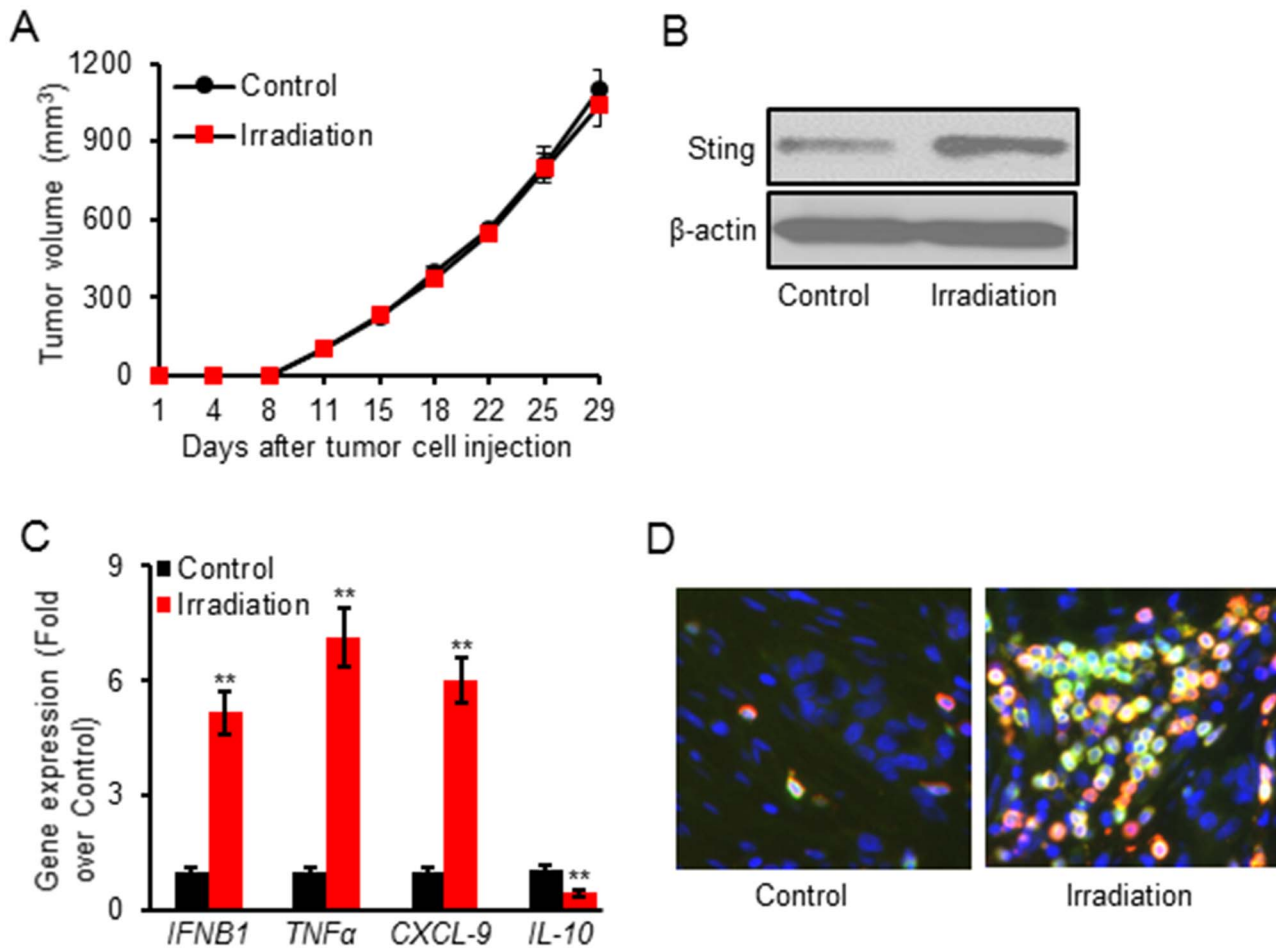 A
1200
900
600
300
0
Tumor volume (mm³)
Control
Irradiation
1 4 8 11 15 18 22 25 29
Days after tumor cell injection
B
Sting
β-actin
Control Irradiation
C
9
6
3
0
Gene expression (Fold
over Control)
Control
Irradiation
**
**
**
**
IFNB1 TNFα CXCL-9 IL-10
D
Control Irradiation